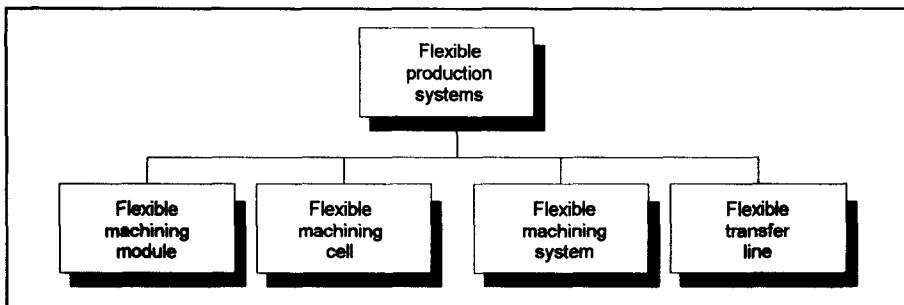 Flexible
production
systems
Flexible
machining
module
Flexible
machining
cell
Flexible
machining
system
Flexible
transfer
line